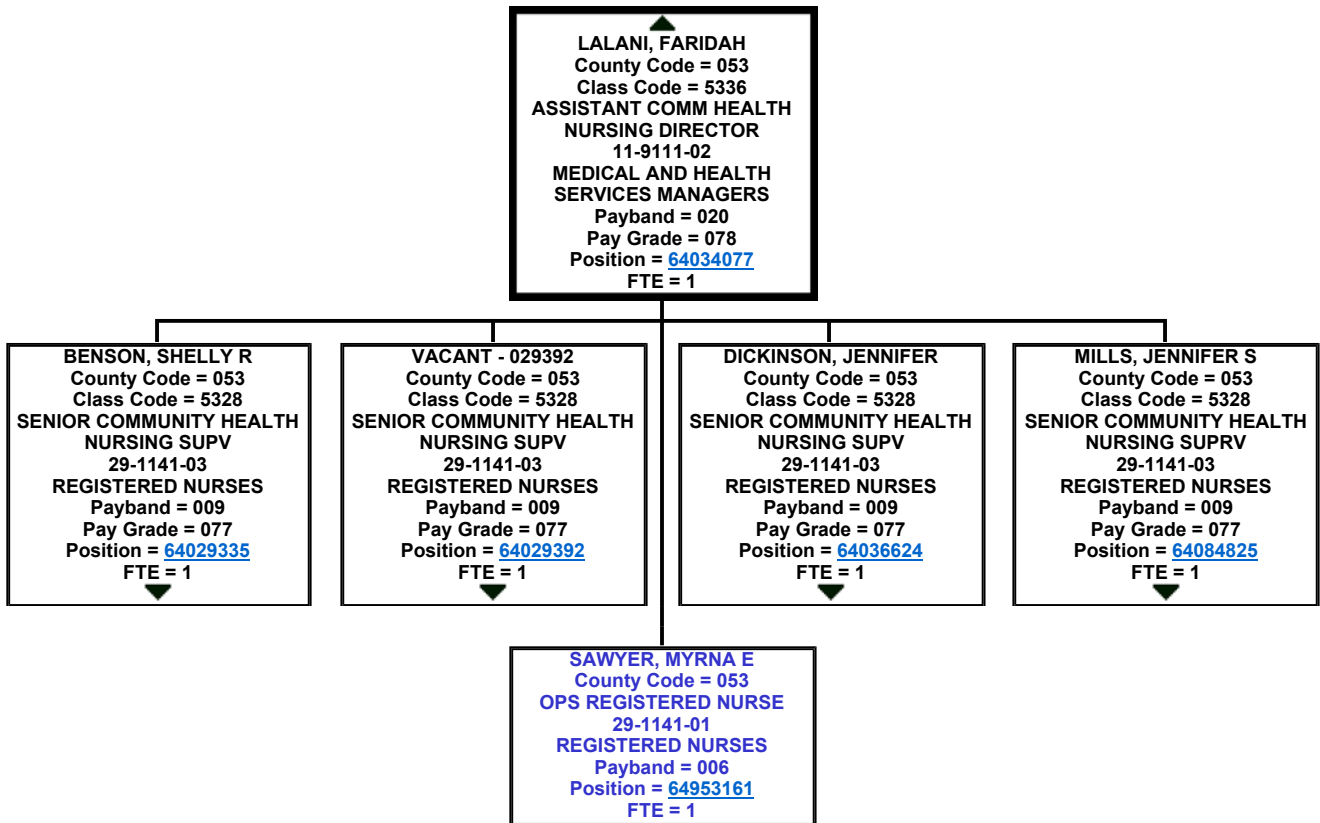 LALANI, FARIDAH
County Code = 053
Class Code = 5336
ASSISTANT COMM HEALTH
NURSING DIRECTOR
11-9111-02
MEDICAL AND HEALTH
SERVICES MANAGERS
Payband = 020
Pay Grade = 078
Position = 64034077
FTE = 1
BENSON, SHELLY R
County Code = 053
Class Code = 5328
SENIOR COMMUNITY HEALTH
NURSING SUPV
29-1141-03
REGISTERED NURSES
Payband = 009
Pay Grade = 077
Position = 64029335
FTE = 1
VACANT - 029392
County Code = 053
Class Code = 5328
SENIOR COMMUNITY HEALTH
NURSING SUPV
29-1141-03
REGISTERED NURSES
Payband = 009
Pay Grade = 077
Position = 64029392
FTE = 1
DICKINSON, JENNIFER
County Code = 053
Class Code = 5328
SENIOR COMMUNITY HEALTH
NURSING SUPV
29-1141-03
REGISTERED NURSES
Payband = 009
Pay Grade = 077
Position = 64036624
FTE = 1
MILLS, JENNIFER S
County Code = 053
Class Code = 5328
SENIOR COMMUNITY HEALTH
NURSING SUPRV
29-1141-03
REGISTERED NURSES
Payband = 009
Pay Grade = 077
Position = 64084825
FTE = 1
SAWYER, MYRNA E
County Code = 053
OPS REGISTERED NURSE
29-1141-01
REGISTERED NURSES
Payband = 006
Position = 64953161
FTE = 1